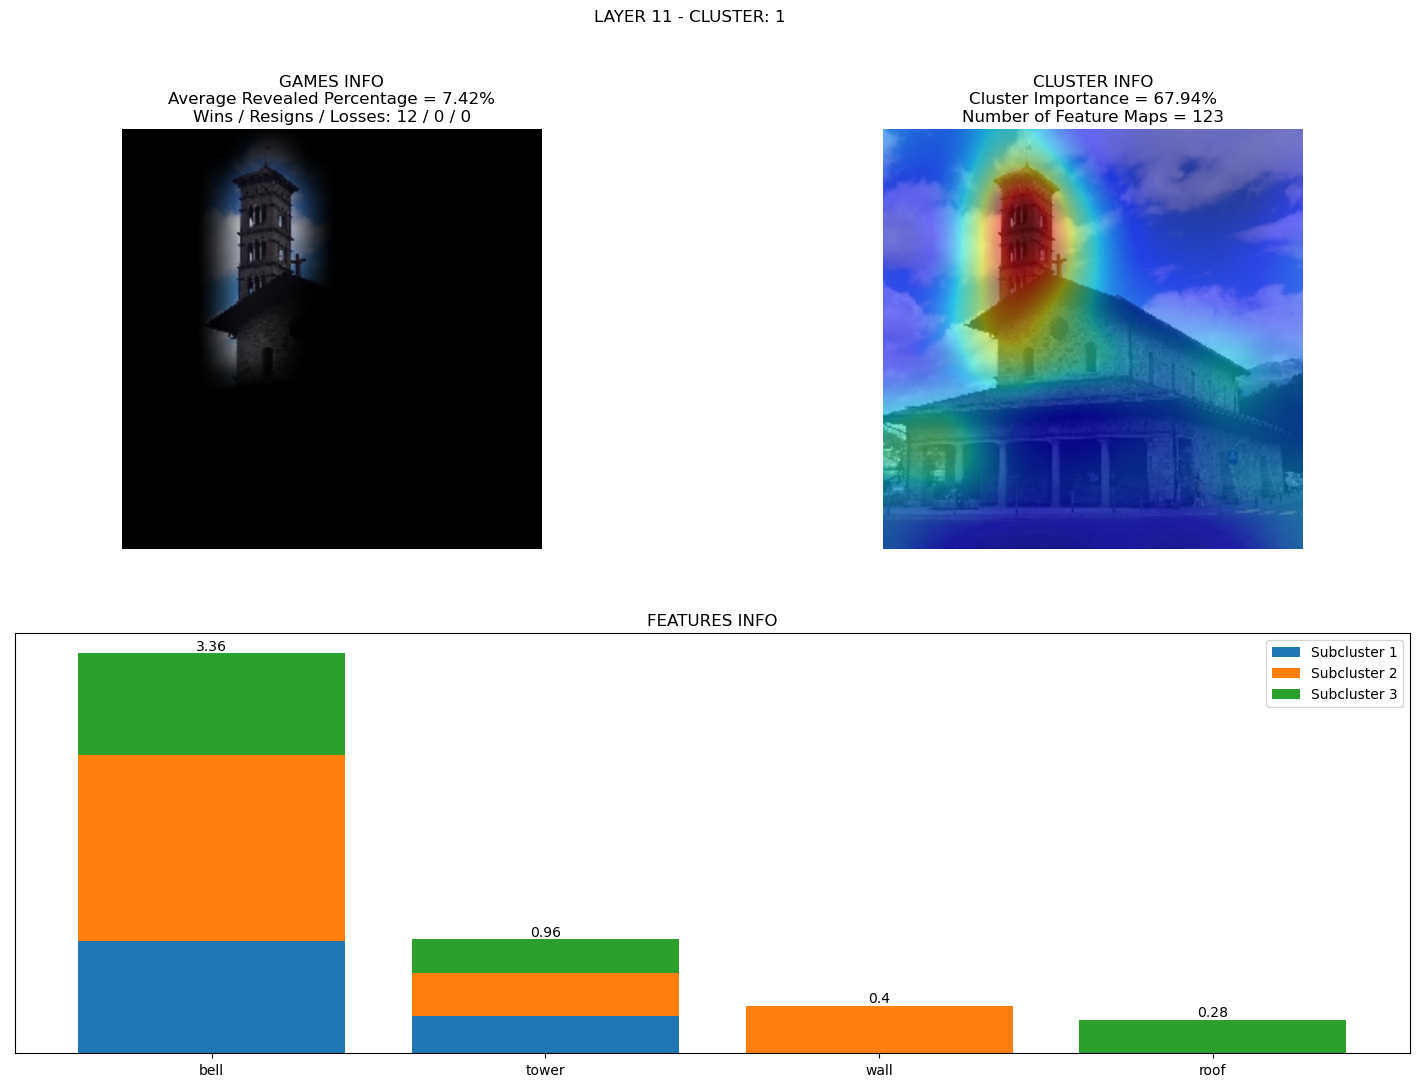 LAYER 11 - CLUSTER: 1
GAMES INFO
Average Revealed Percentage = 7.42%
Wins / Resigns / Losses: 12 / 0 / 0
CLUSTER INFO
Cluster Importance = 67.94%
Number of Feature Maps = 123
FEATURES INFO
3.36
0.96
0.4
0.28
Subcluster 1
Subcluster 2
Subcluster 3
bell
tower
wall
roof